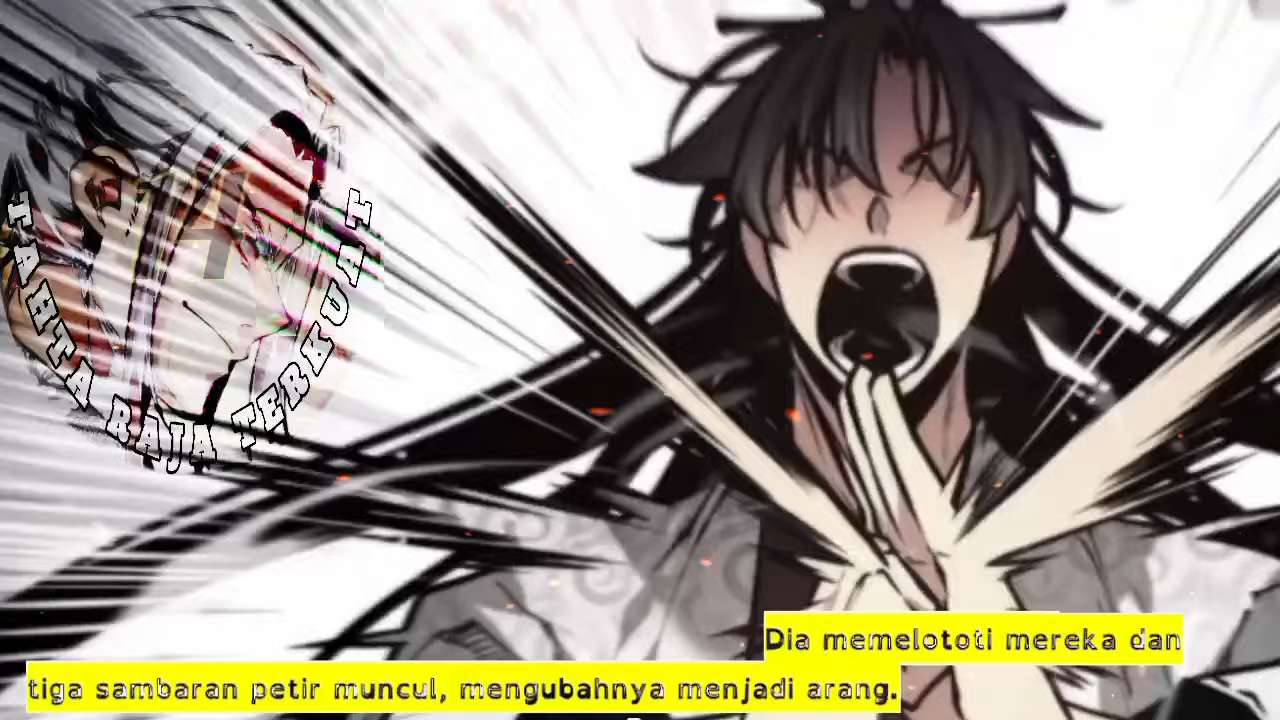 TAHTA RAJA TERKUAT
Dia memelototi mereka dan
tiga sambaran petir muncul, mengubahnya menjadi arang.